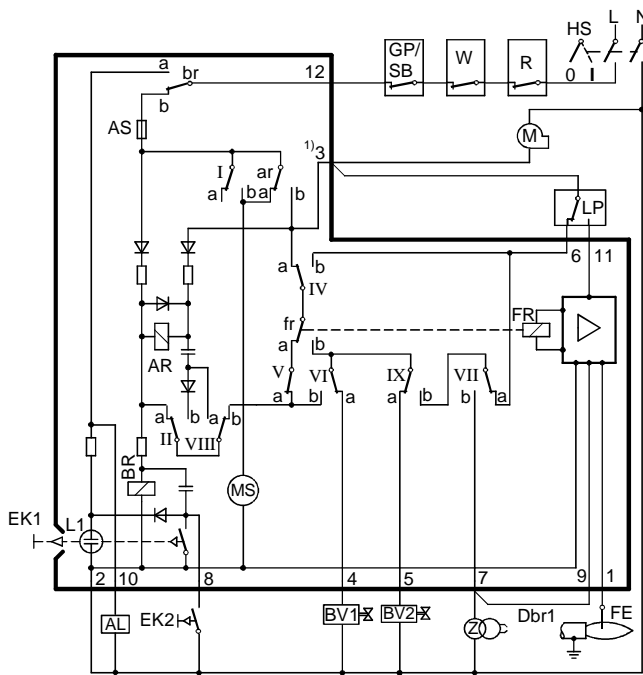 HS L N
GP/
SB
W
R
0 I
a
br
12
b
AS
M
1) 3
I
ar
a b a b
LP
6 11
a b
IV
fr
FR
a
b
AR
V
VI
IX
VII
a b a b b a
a b a b
II
VIII
BR
MS
EK1
L1
2 10 8 4 5 7 9 1
AL
EK2
BV1
BV2
Z
Dbr1
FE